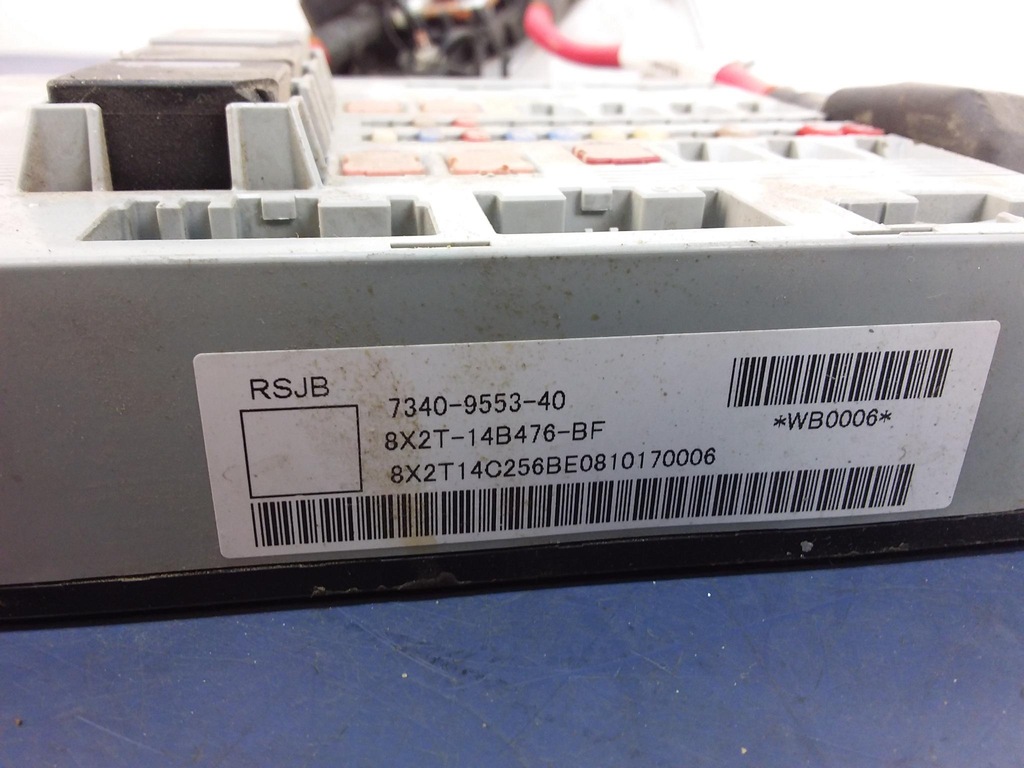 RSJB
7340-9553-40
8X2T-14B476-BF
8X2T14C256BE0810170006
*WB0006*